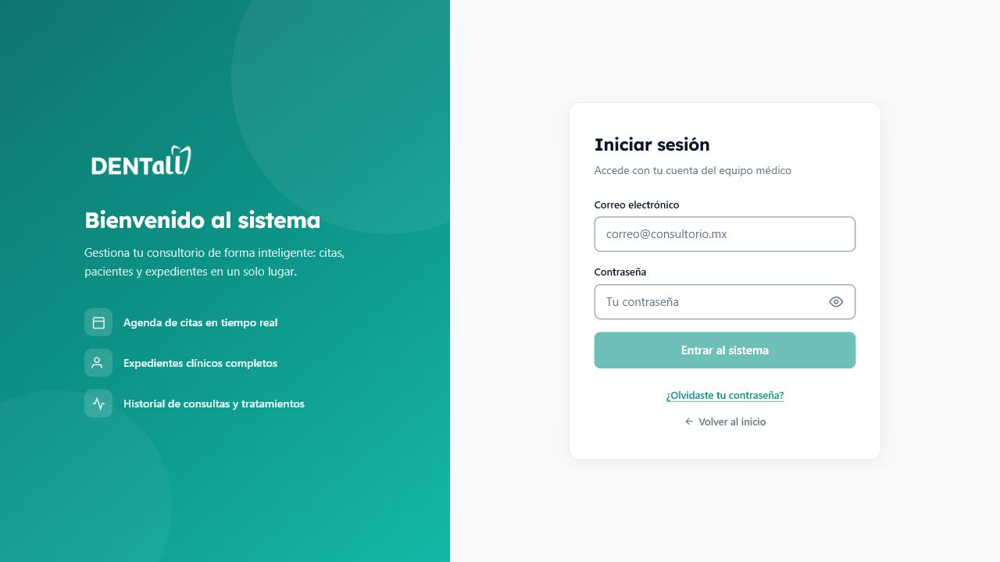 DENTall
Bienvenido al sistema
Gestiona tu consultorio de forma inteligente: citas,
pacientes y expedientes en un solo lugar.
Agenda de citas en tiempo real
Expedientes clínicos completos
Historial de consultas y tratamientos
Iniciar sesión
Accede con tu cuenta del equipo médico
Correo electrónico
correo@consultorio.mx
Contraseña
Tu contraseña
Entrar al sistema
¿Olvidaste tu contraseña?
← Volver al inicio